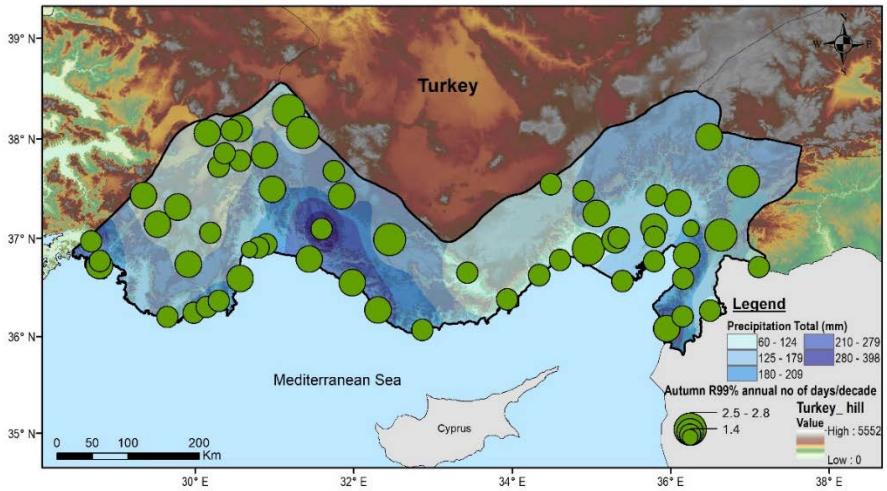 39° N
38° N
37° N
36° N
35° N
Turkey
N
W E
S
Mediterranean Sea
Cyprus
0 50 100 200
Km
30° E 32° E 34° E 36° E 38° E
Legend
Precipitation Total (mm)
60 - 124 210 - 279
125 - 179 280 - 398
180 - 209
Autumn R99% annual no of days/decade
2.5 - 2.8
1.4
Turkey_ hill
Value
High : 5552
Low : 0